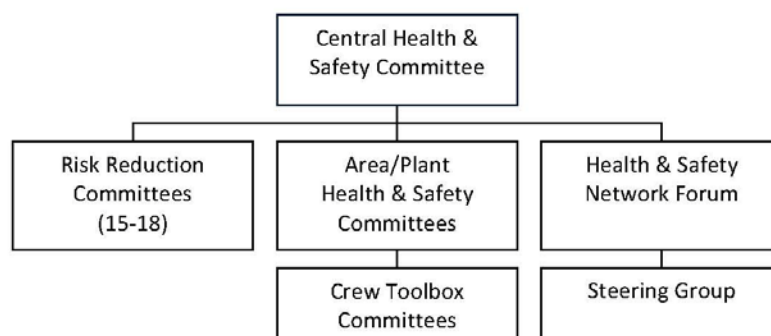 Central Health &
Safety Committee
Risk Reduction
Committees
(15-18)
Area/Plant
Health & Safety
Committees
Health & Safety
Network Forum
Crew Toolbox
Committees
Steering Group